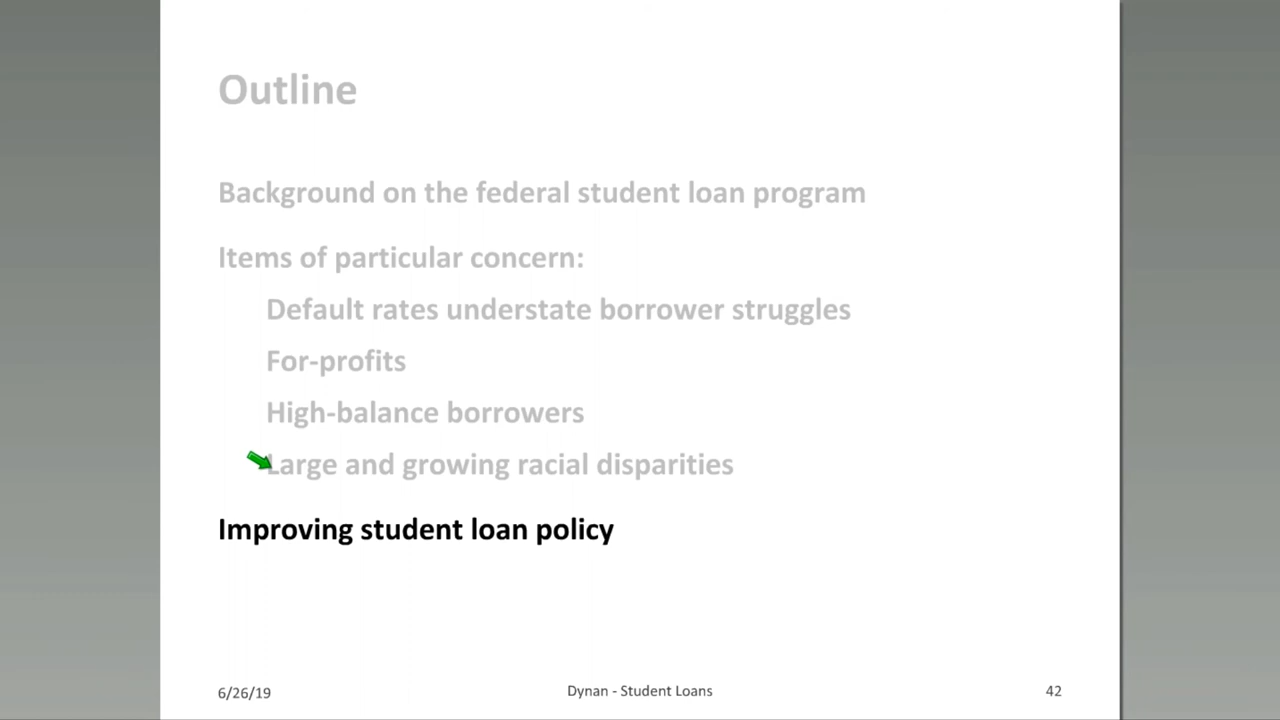 Outline
Background on the federal student loan program
Items of particular concern:
Default rates understate borrower struggles
For-profits
High-balance borrowers
Large and growing racial disparities
Improving student loan policy
6/26/19
Dynan - Student Loans
42